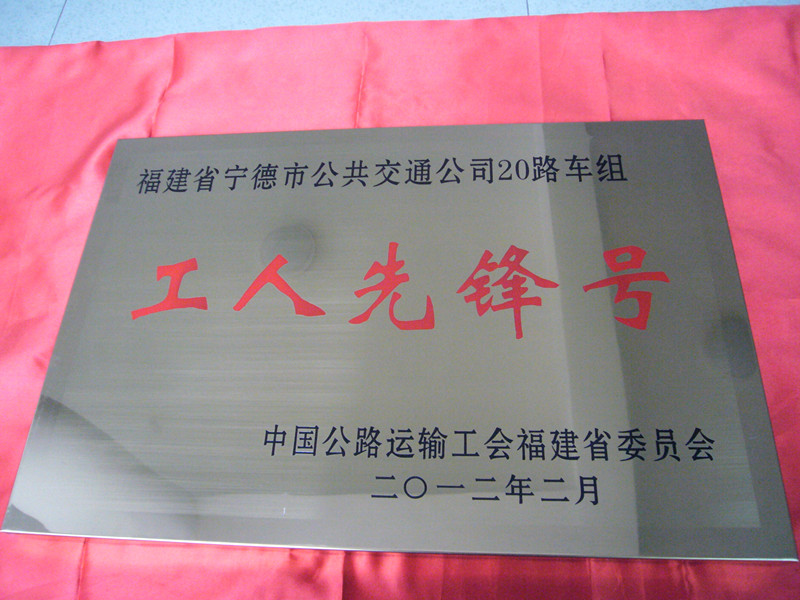 福建省宁德市公共交通公司20路车组
工人先锋号
中国公路运输工会福建省委员会
二〇一二年二月